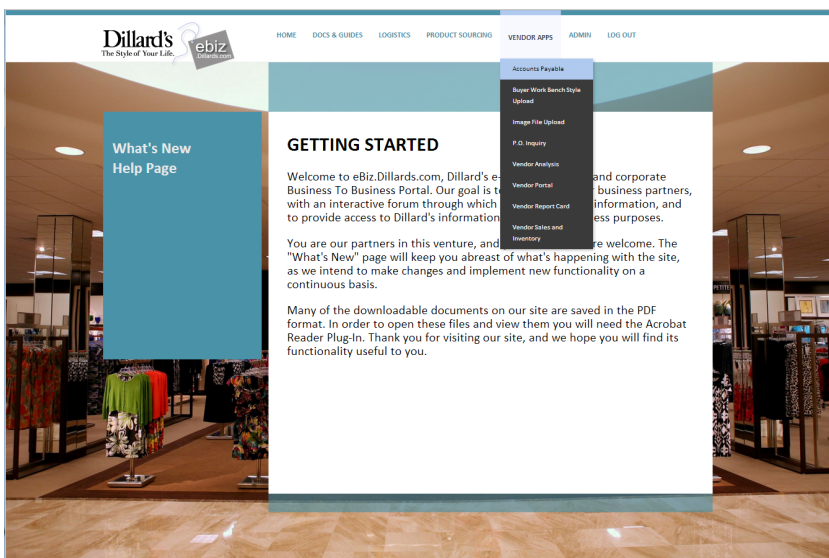 Dillard's
The Style of Your Life.
ebiz
Dillards.com
HOME DOCS & GUIDES LOGISTICS PRODUCT SOURCING VENDOR APPS ADMIN LOG OUT
Accounts Payable
Buyer Work Bench Style
Upload
Image File Upload
P.O. Inquiry
Vendor Analysis
Vendor Portal
Vendor Report Card
Vendor Sales and
Inventory
What's New
Help Page
GETTING STARTED
Welcome to eBiz.Dillards.com, Dillard's e- and corporate
Business To Business Portal. Our goal is t business partners,
with an interactive forum through which information, and
to provide access to Dillard's information ess purposes.
You are our partners in this venture, and re welcome. The
"What's New" page will keep you abreast of what's happening with the site,
as we intend to make changes and implement new functionality on a
continuous basis.
Many of the downloadable documents on our site are saved in the PDF
format. In order to open these files and view them you will need the Acrobat
Reader Plug-In. Thank you for visiting our site, and we hope you will find its
functionality useful to you.
PETITE